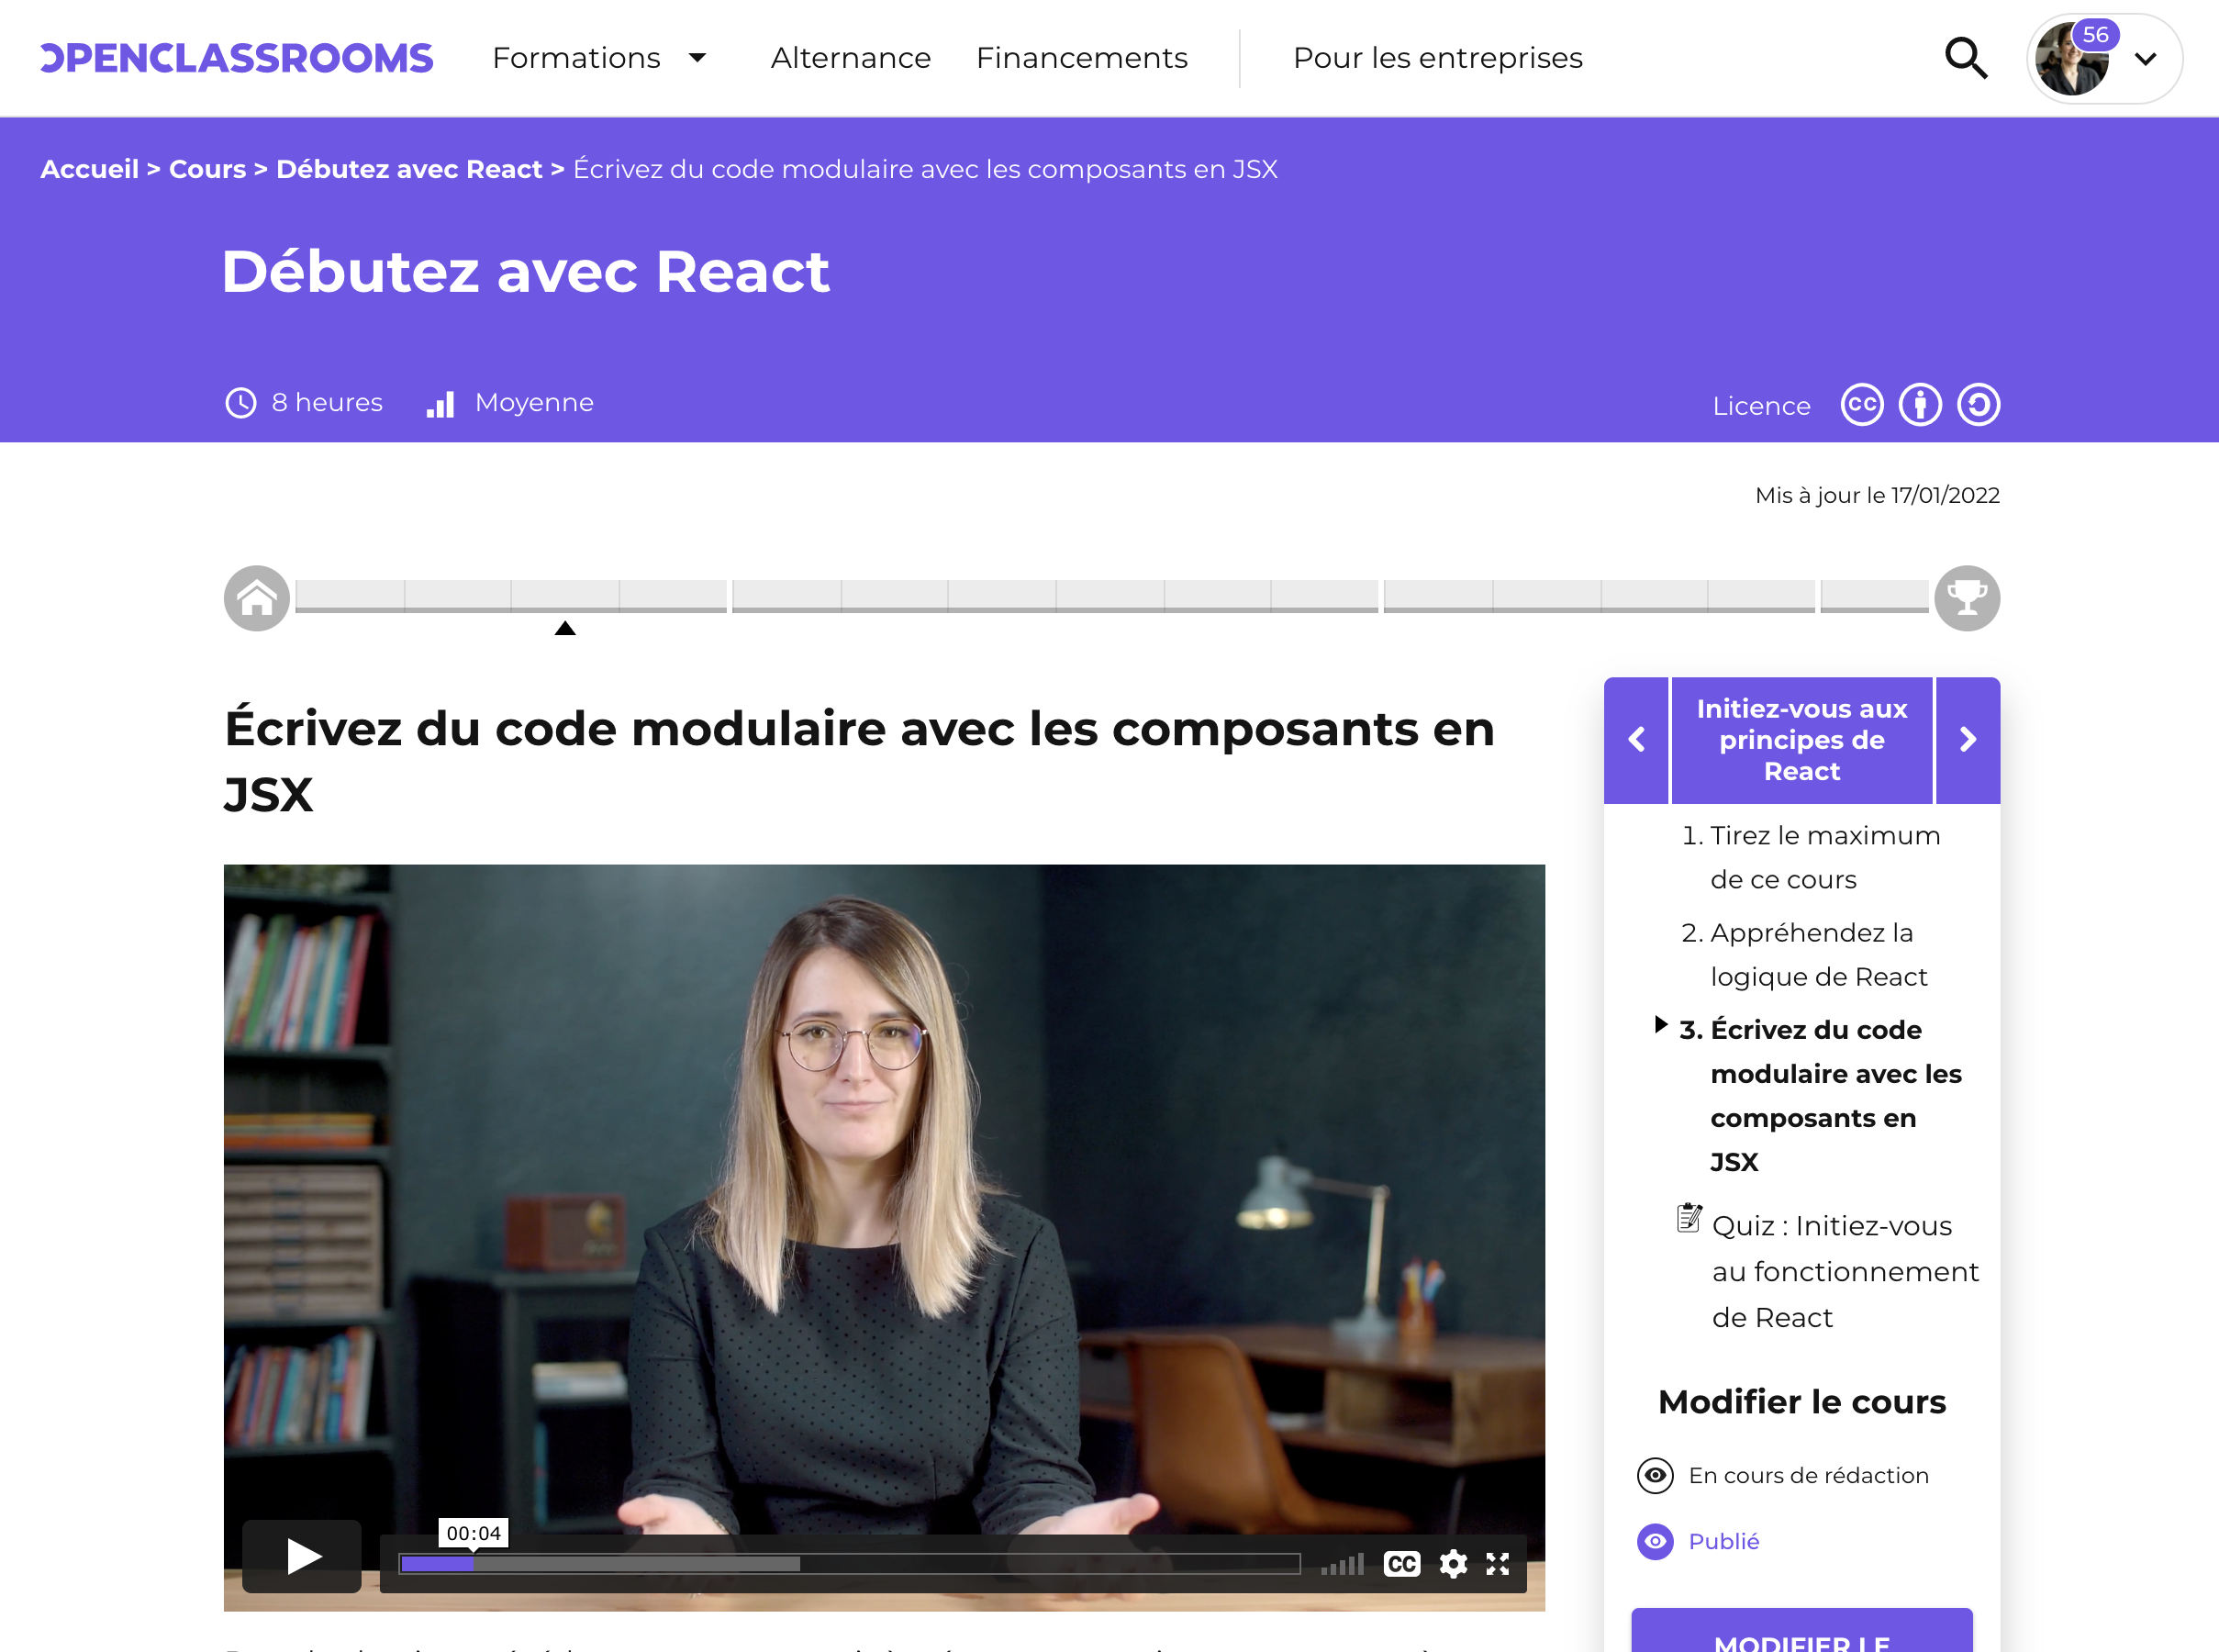 OPENCLASSROOMS
Formations
Alternance
Financements
Pour les entreprises
56
Accueil > Cours > Débutez avec React > Écrivez du code modulaire avec les composants en JSX
Débutez avec React
8 heures
Moyenne
Licence
CC
Mis à jour le 17/01/2022
Écrivez du code modulaire avec les composants en
JSX
00:04
CC
Initiez-vous aux
principes de
React
1. Tirez le maximum
de ce cours
2. Appréhendez la
logique de React
3. Écrivez du code
modulaire avec les
composants en
JSX
Quiz : Initiez-vous
au fonctionnement
de React
Modifier le cours
En cours de rédaction
Publié
MODIFIER LE